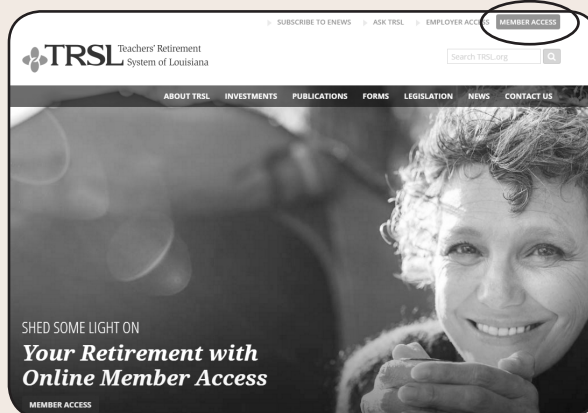 SUBSCRIBE TO ENEWS ASK TRSL EMPLOYER ACCESS MEMBER ACCESS
TRSL Teachers' Retirement
System of Louisiana
Search TRSL.org
ABOUT TRSL INVESTMENTS PUBLICATIONS FORMS LEGISLATION NEWS CONTACT US
SHED SOME LIGHT ON
Your Retirement with
Online Member Access
MEMBER ACCESS